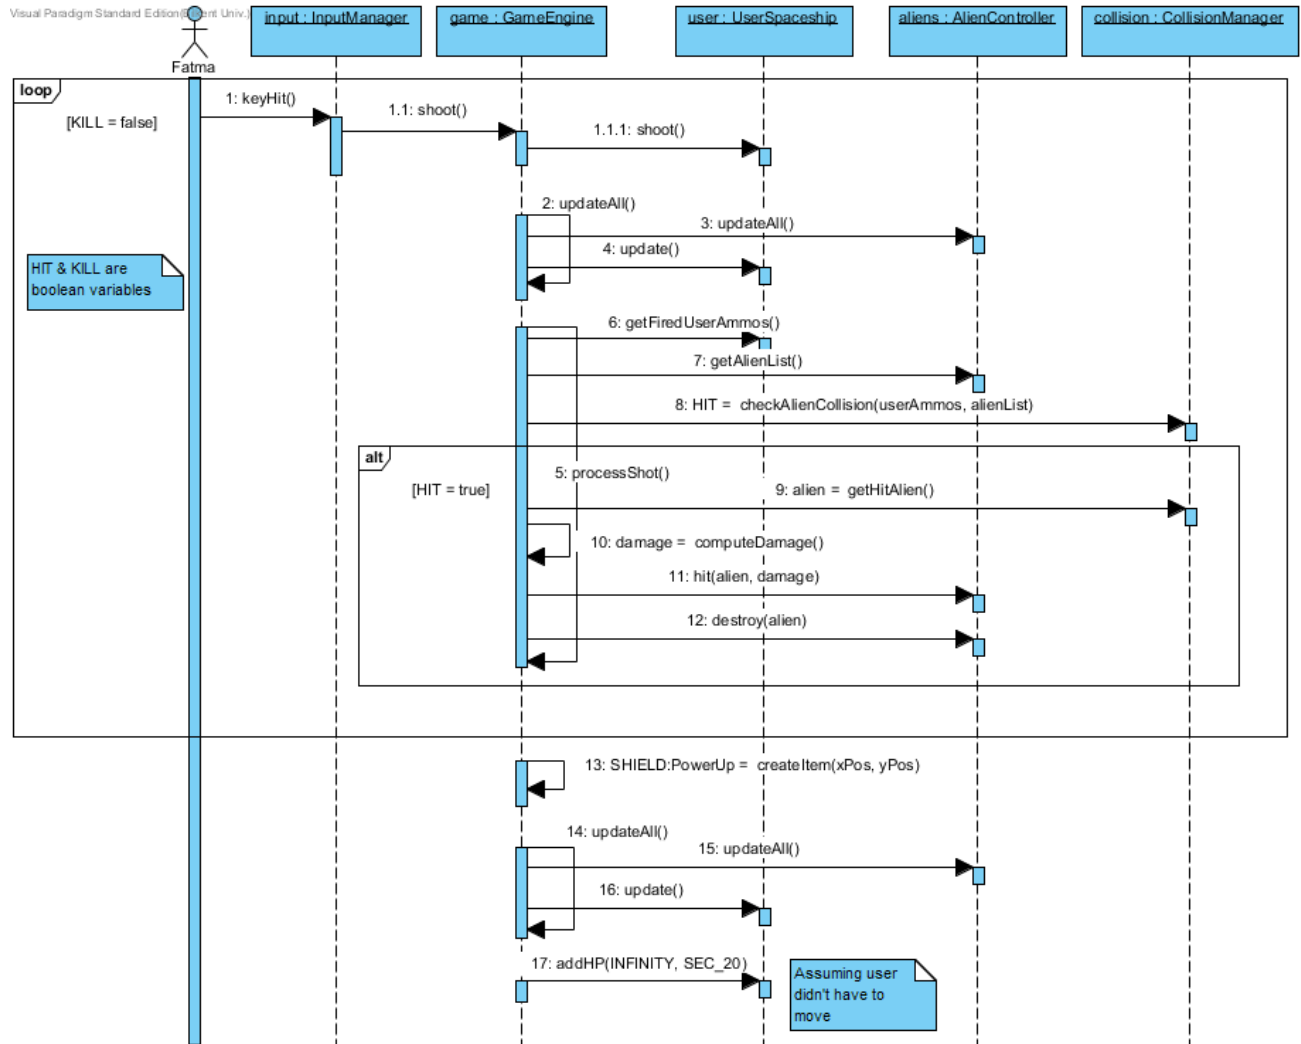 Visual Paradigm Standard Edition(
ent Univ.)
input : InputManager
game : GameEngine
user : UserSpaceship
aliens : AlienController
collision : CollisionManager
Fatma
loop
[KILL = false]
1: keyHit()
1.1: shoot()
1.1.1: shoot()
2: updateAll()
3: updateAll()
4: update()
HIT & KILL are
boolean variables
6: getFiredUserAmmos()
7: getAlienList()
8: HIT = checkAlienCollision(userAmmos, alienList)
alt
5: processShot()
[HIT = true]
9: alien = getHitAlien()
10: damage = computeDamage()
11: hit(alien, damage)
12: destroy(alien)
13: SHIELD:PowerUp = createItem(xPos, yPos)
14: updateAll()
15: updateAll()
16: update()
17: addHP(INFINITY, SEC_20)
Assuming user
didn't have to
move